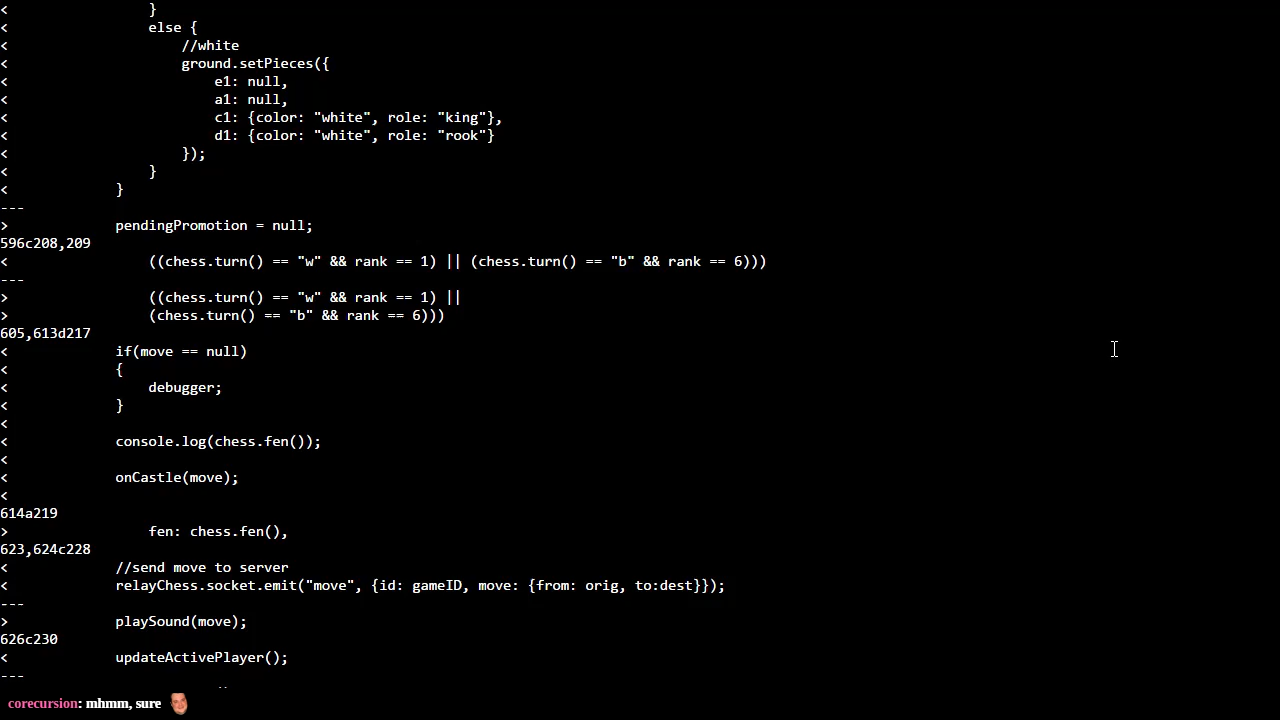 <                 }
<                 else {
<                     //white
<                     ground.setPieces({
<                         e1: null,
<                         a1: null,
<                         c1: {color: "white", role: "king"},
<                         d1: {color: "white", role: "rook"}
<                     });
<                 }
<             }
---
>             pendingPromotion = null;
596c208,209
<                 ((chess.turn() == "w" && rank == 1) || (chess.turn() == "b" && rank == 6)))
---
>                 ((chess.turn() == "w" && rank == 1) ||
>                 (chess.turn() == "b" && rank == 6)))
605,613d217
<             if(move == null)
<             {
<                 debugger;
<             }
<
<             console.log(chess.fen());
<
<             onCastle(move);
<
614a219
>                 fen: chess.fen(),
623,624c228
<             //send move to server
<             relayChess.socket.emit("move", {id: gameID, move: {from: orig, to:dest}});
---
>             playSound(move);
626c230
<             updateActivePlayer();
---
corecursion: mhmm, sure